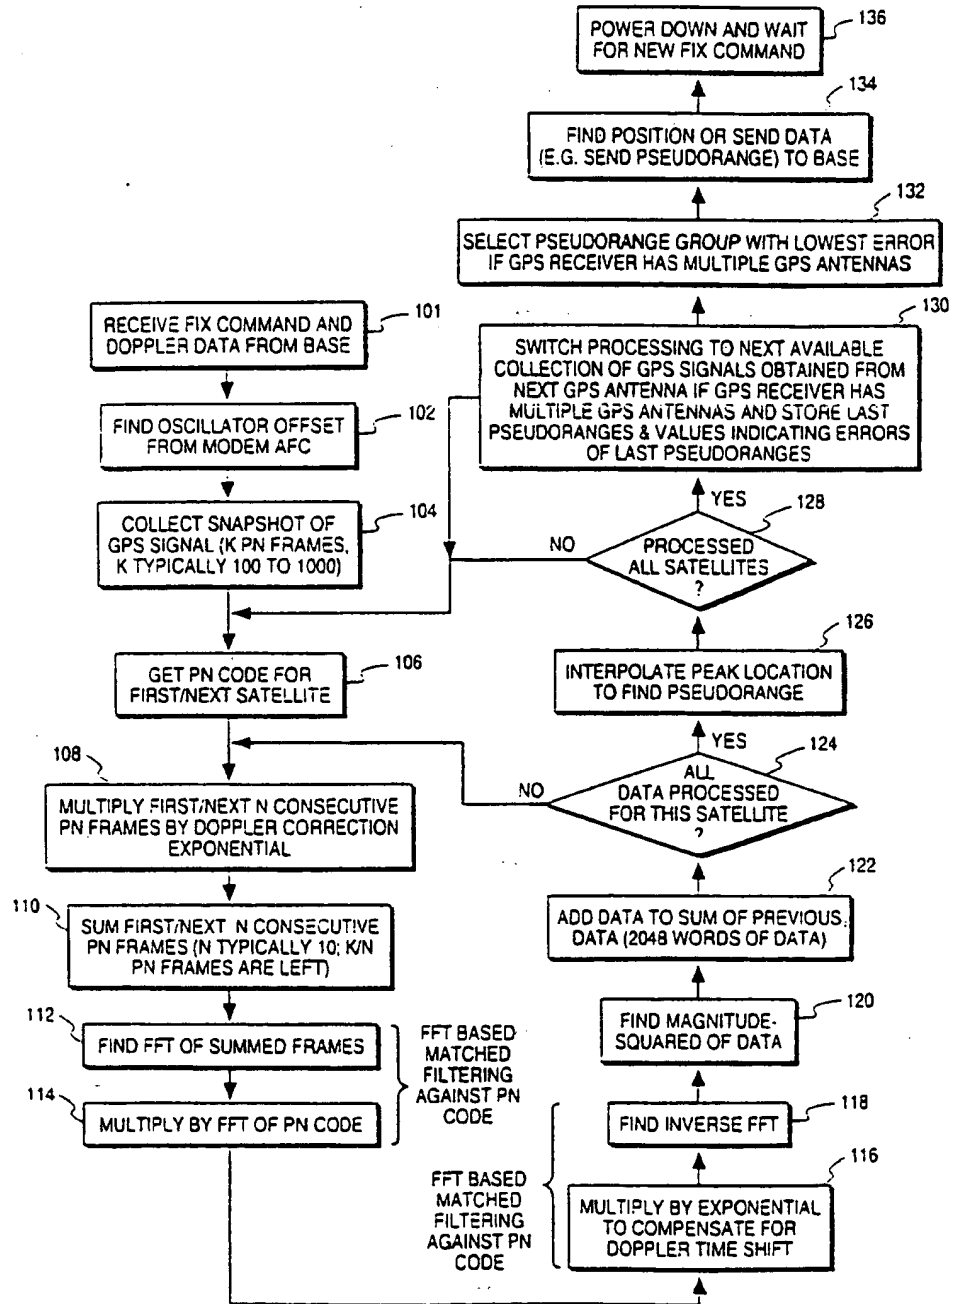 RECEIVE FIX COMMAND AND
DOPPLER DATA FROM BASE
101
FIND OSCILLATOR OFFSET
FROM MODEM AFC
102
COLLECT SNAPSHOT OF
GPS SIGNAL (K PN FRAMES,
K TYPICALLY 100 TO 1000)
104
GET PN CODE FOR
FIRST/NEXT SATELLITE
106
108
MULTIPLY FIRST/NEXT N CONSECUTIVE
PN FRAMES BY DOPPLER CORRECTION
EXPONENTIAL
110
SUM FIRST/NEXT N CONSECUTIVE
PN FRAMES (N TYPICALLY 10; K/N
PN FRAMES ARE LEFT)
112
FIND FFT OF SUMMED FRAMES
114
MULTIPLY BY FFT OF PN CODE
FFT BASED
MATCHED
FILTERING
AGAINST PN
CODE
FFT BASED
MATCHED
FILTERING
AGAINST PN
CODE
116
MULTIPLY BY EXPONENTIAL
TO COMPENSATE FOR
DOPPLER TIME SHIFT
118
FIND INVERSE FFT
120
FIND MAGNITUDE-
SQUARED OF DATA
122
ADD DATA TO SUM OF PREVIOUS
DATA (2048 WORDS OF DATA)
124
ALL
DATA PROCESSED
FOR THIS SATELLITE
?
NO
YES
126
INTERPOLATE PEAK LOCATION
TO FIND PSEUDORANGE
128
PROCESSED
ALL SATELLITES
?
NO
YES
130
SWITCH PROCESSING TO NEXT AVAILABLE
COLLECTION OF GPS SIGNALS OBTAINED FROM
NEXT GPS ANTENNA IF GPS RECEIVER HAS
MULTIPLE GPS ANTENNAS AND STORE LAST
PSEUDORANGES & VALUES INDICATING ERRORS
OF LAST PSEUDORANGES
132
SELECT PSEUDORANGE GROUP WITH LOWEST ERROR
IF GPS RECEIVER HAS MULTIPLE GPS ANTENNAS
134
FIND POSITION OR SEND DATA
(E.G. SEND PSEUDORANGE) TO BASE
136
POWER DOWN AND WAIT
FOR NEW FIX COMMAND